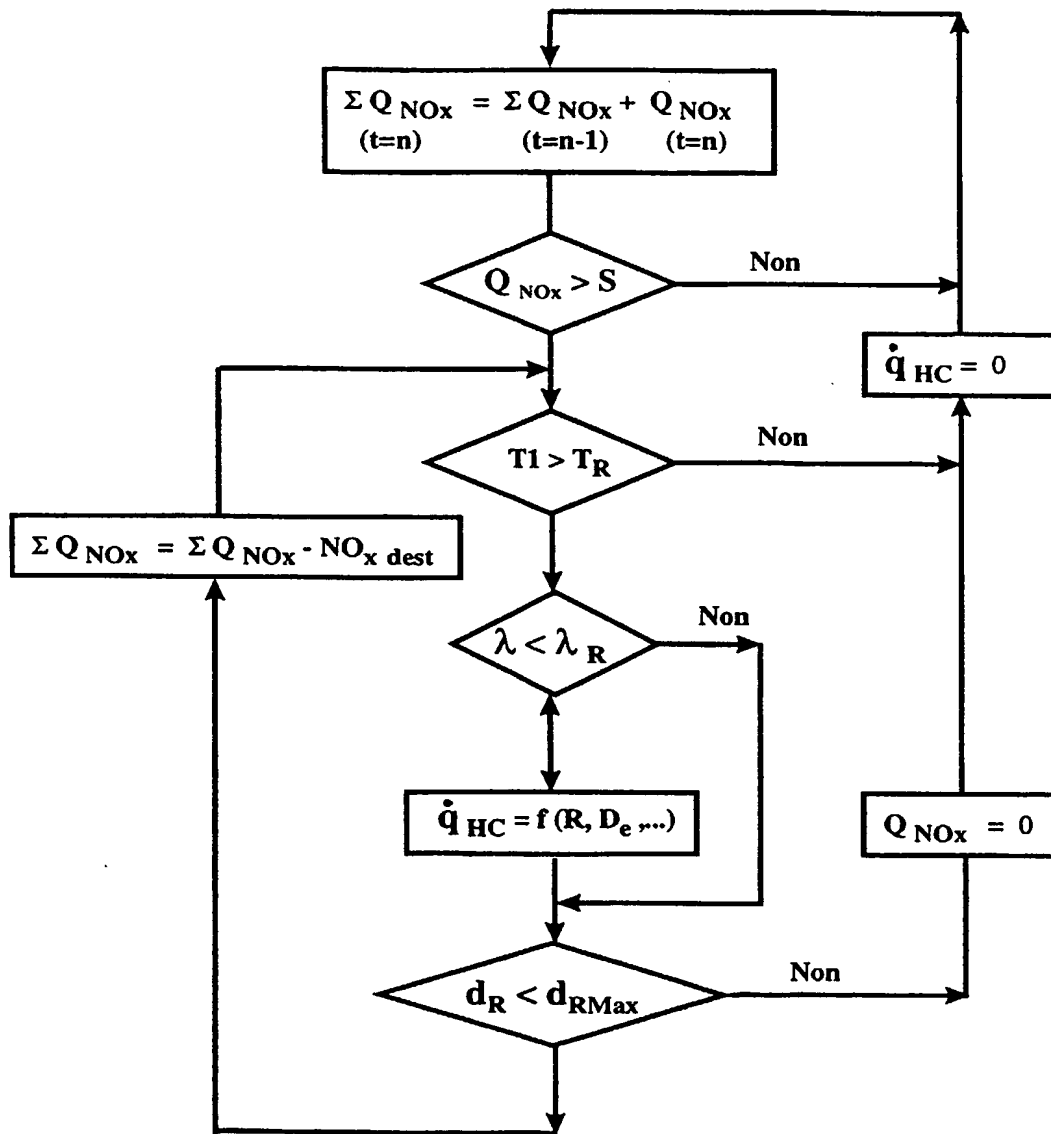 Σ Q NOx = Σ Q NOx + Q NOx
(t=n) (t=n-1) (t=n)
Q NOx > S
Non
q̇ HC = 0
T1 > TR
Non
Σ Q NOx = Σ Q NOx - NOx dest
λ < λ R
Non
q̇ HC = f (R, De ,...)
Q NOx = 0
dR < dRMax
Non